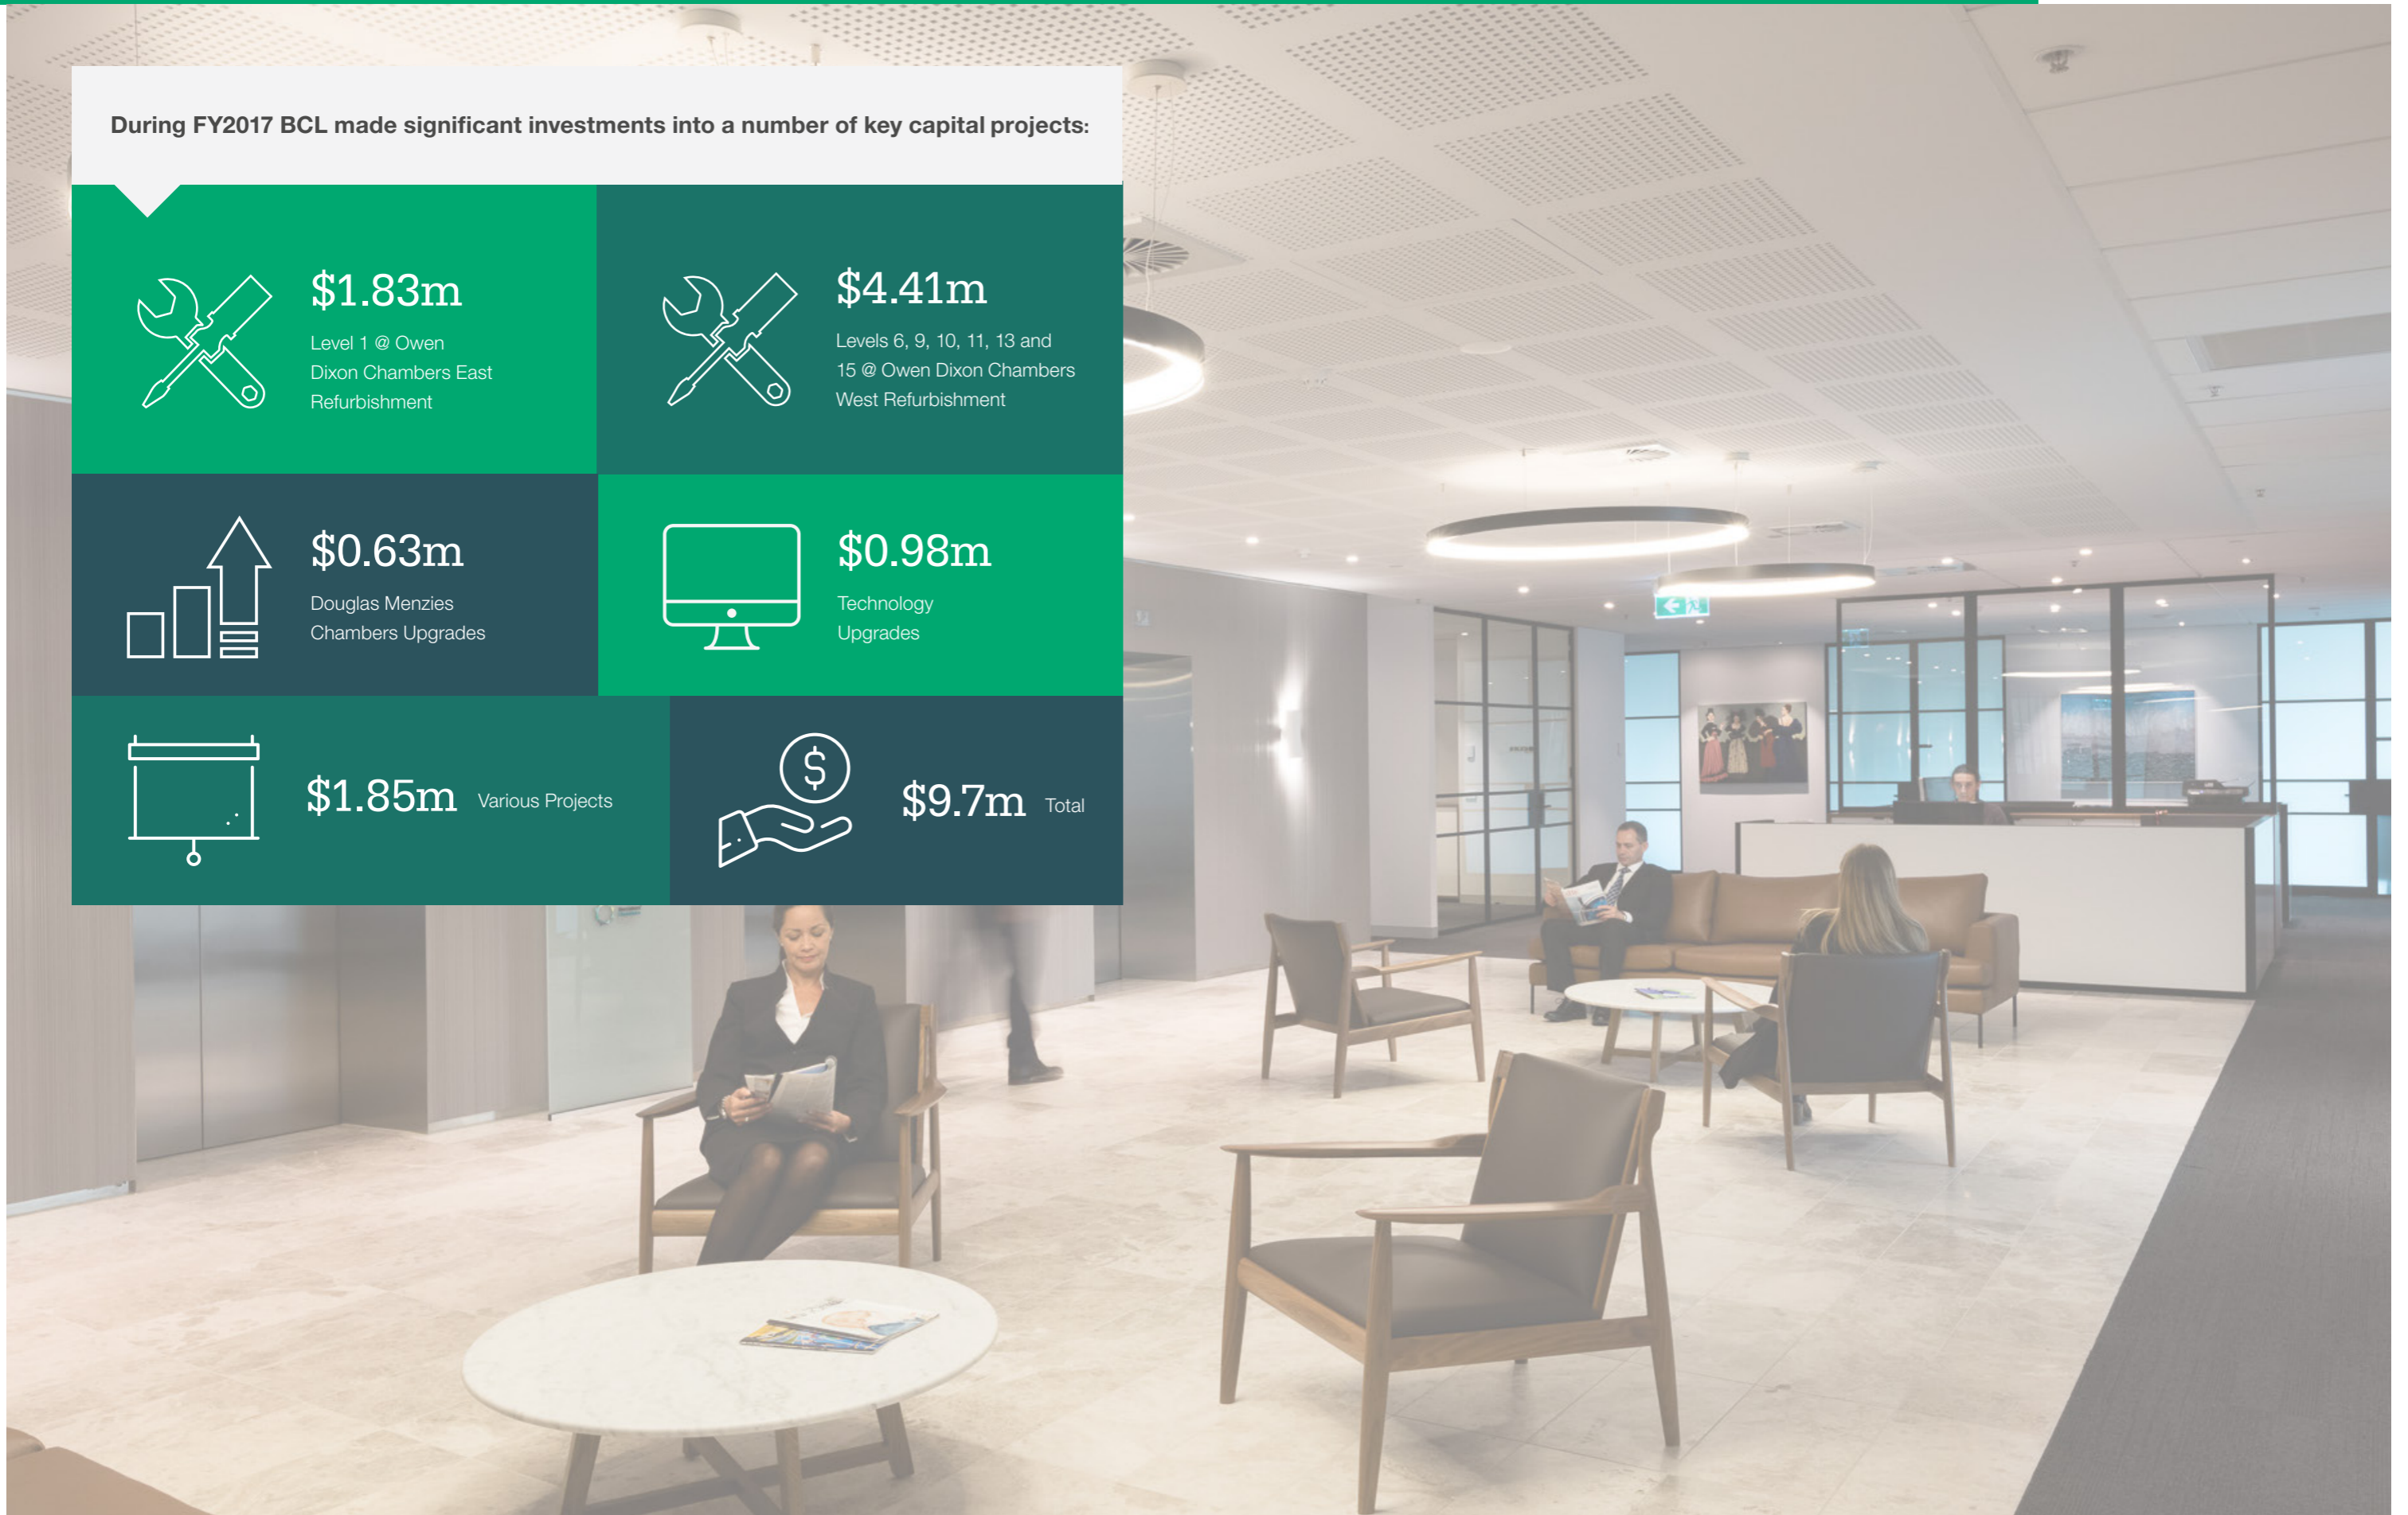 During FY2017 BCL made significant investments into a number of key capital projects:
$1.83m
Level 1 @ Owen
Dixon Chambers East
Refurbishment
$4.41m
Levels 6, 9, 10, 11, 13 and
15 @ Owen Dixon Chambers
West Refurbishment
$0.63m
Douglas Menzies
Chambers Upgrades
$0.98m
Technology
Upgrades
$1.85m Various Projects
$
$9.7m Total